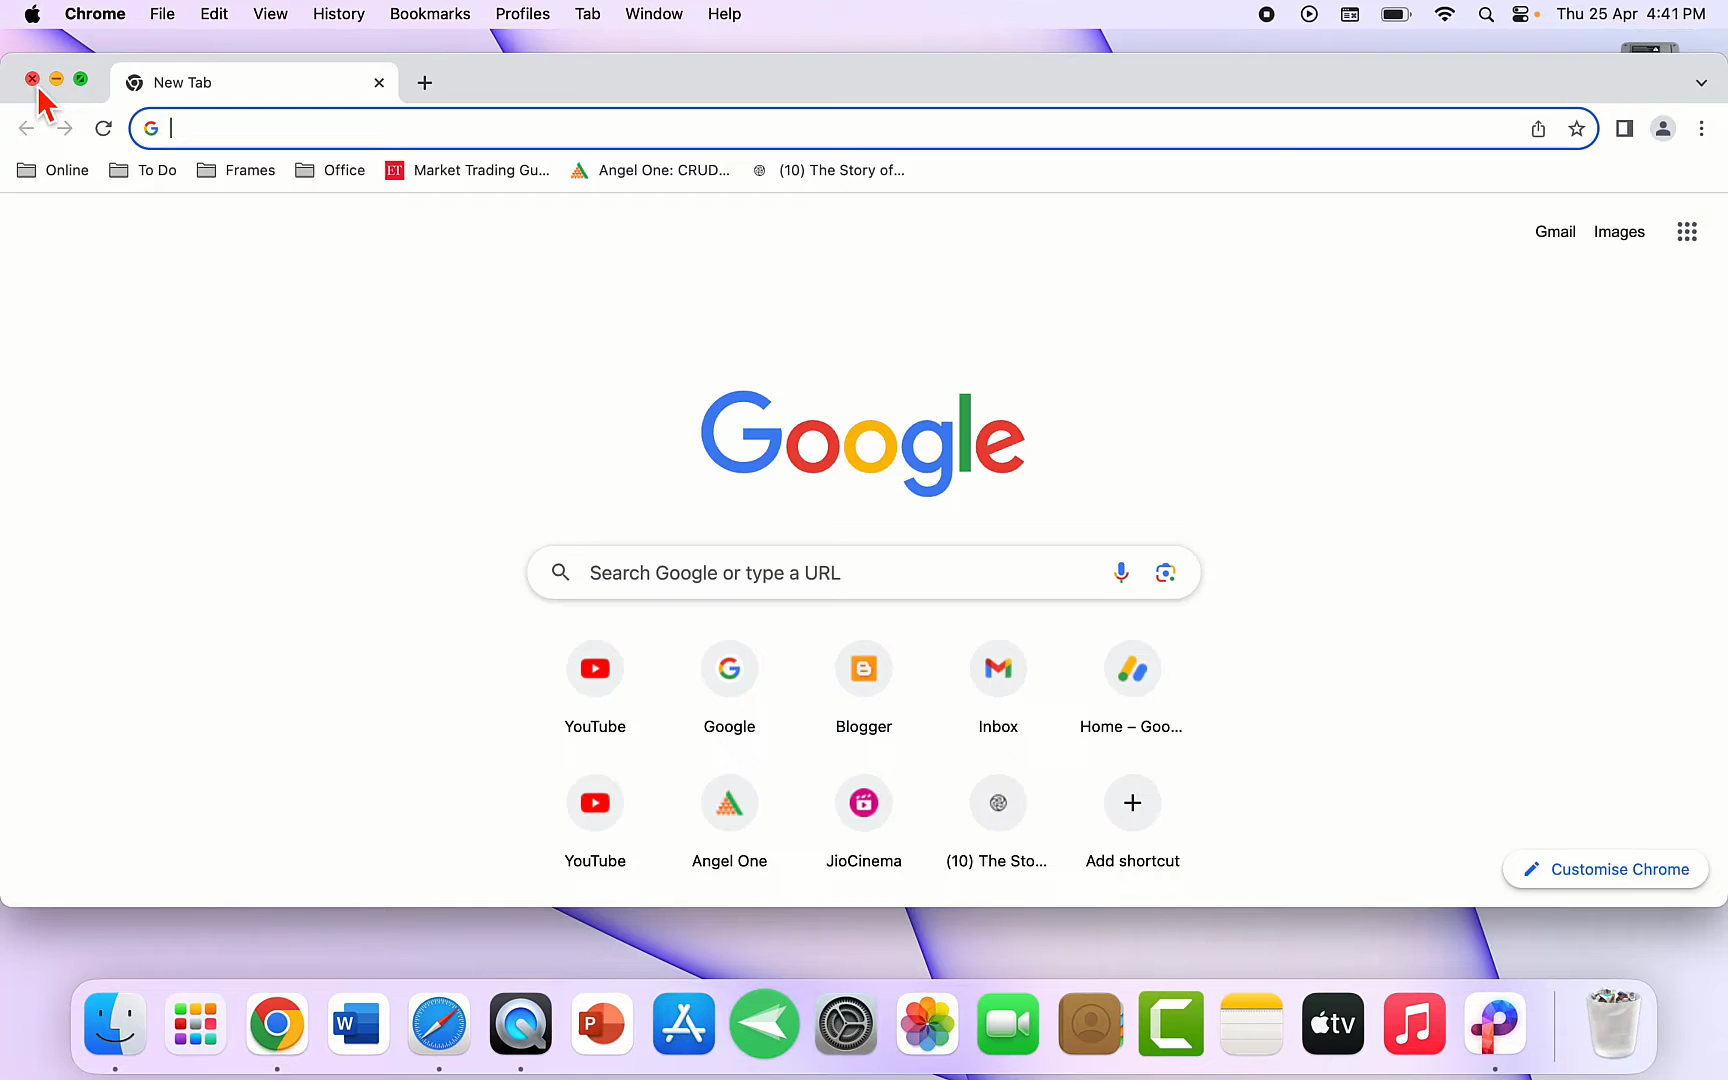 Chrome File Edit View History Bookmarks Profiles Tab Window Help Thu 25 Apr 4:41 PM
New Tab
Online To Do Frames Office ET Market Trading Gu... Angel One: CRUD... (10) The Story of...
Gmail Images
Google
Search Google or type a URL
YouTube Google Blogger Inbox Home – Goo...
YouTube Angel One JioCinema (10) The Sto... Add shortcut
Customise Chrome
W P tv